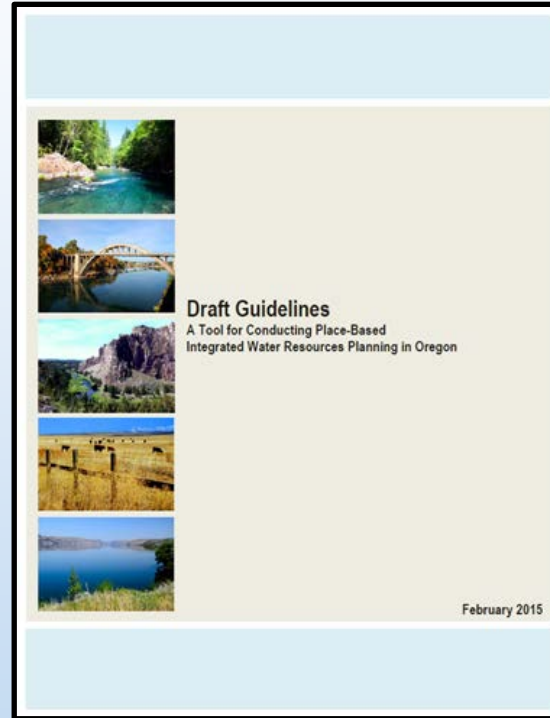 Draft Guidelines
A Tool for Conducting Place-Based
Integrated Water Resources Planning in Oregon
February 2015